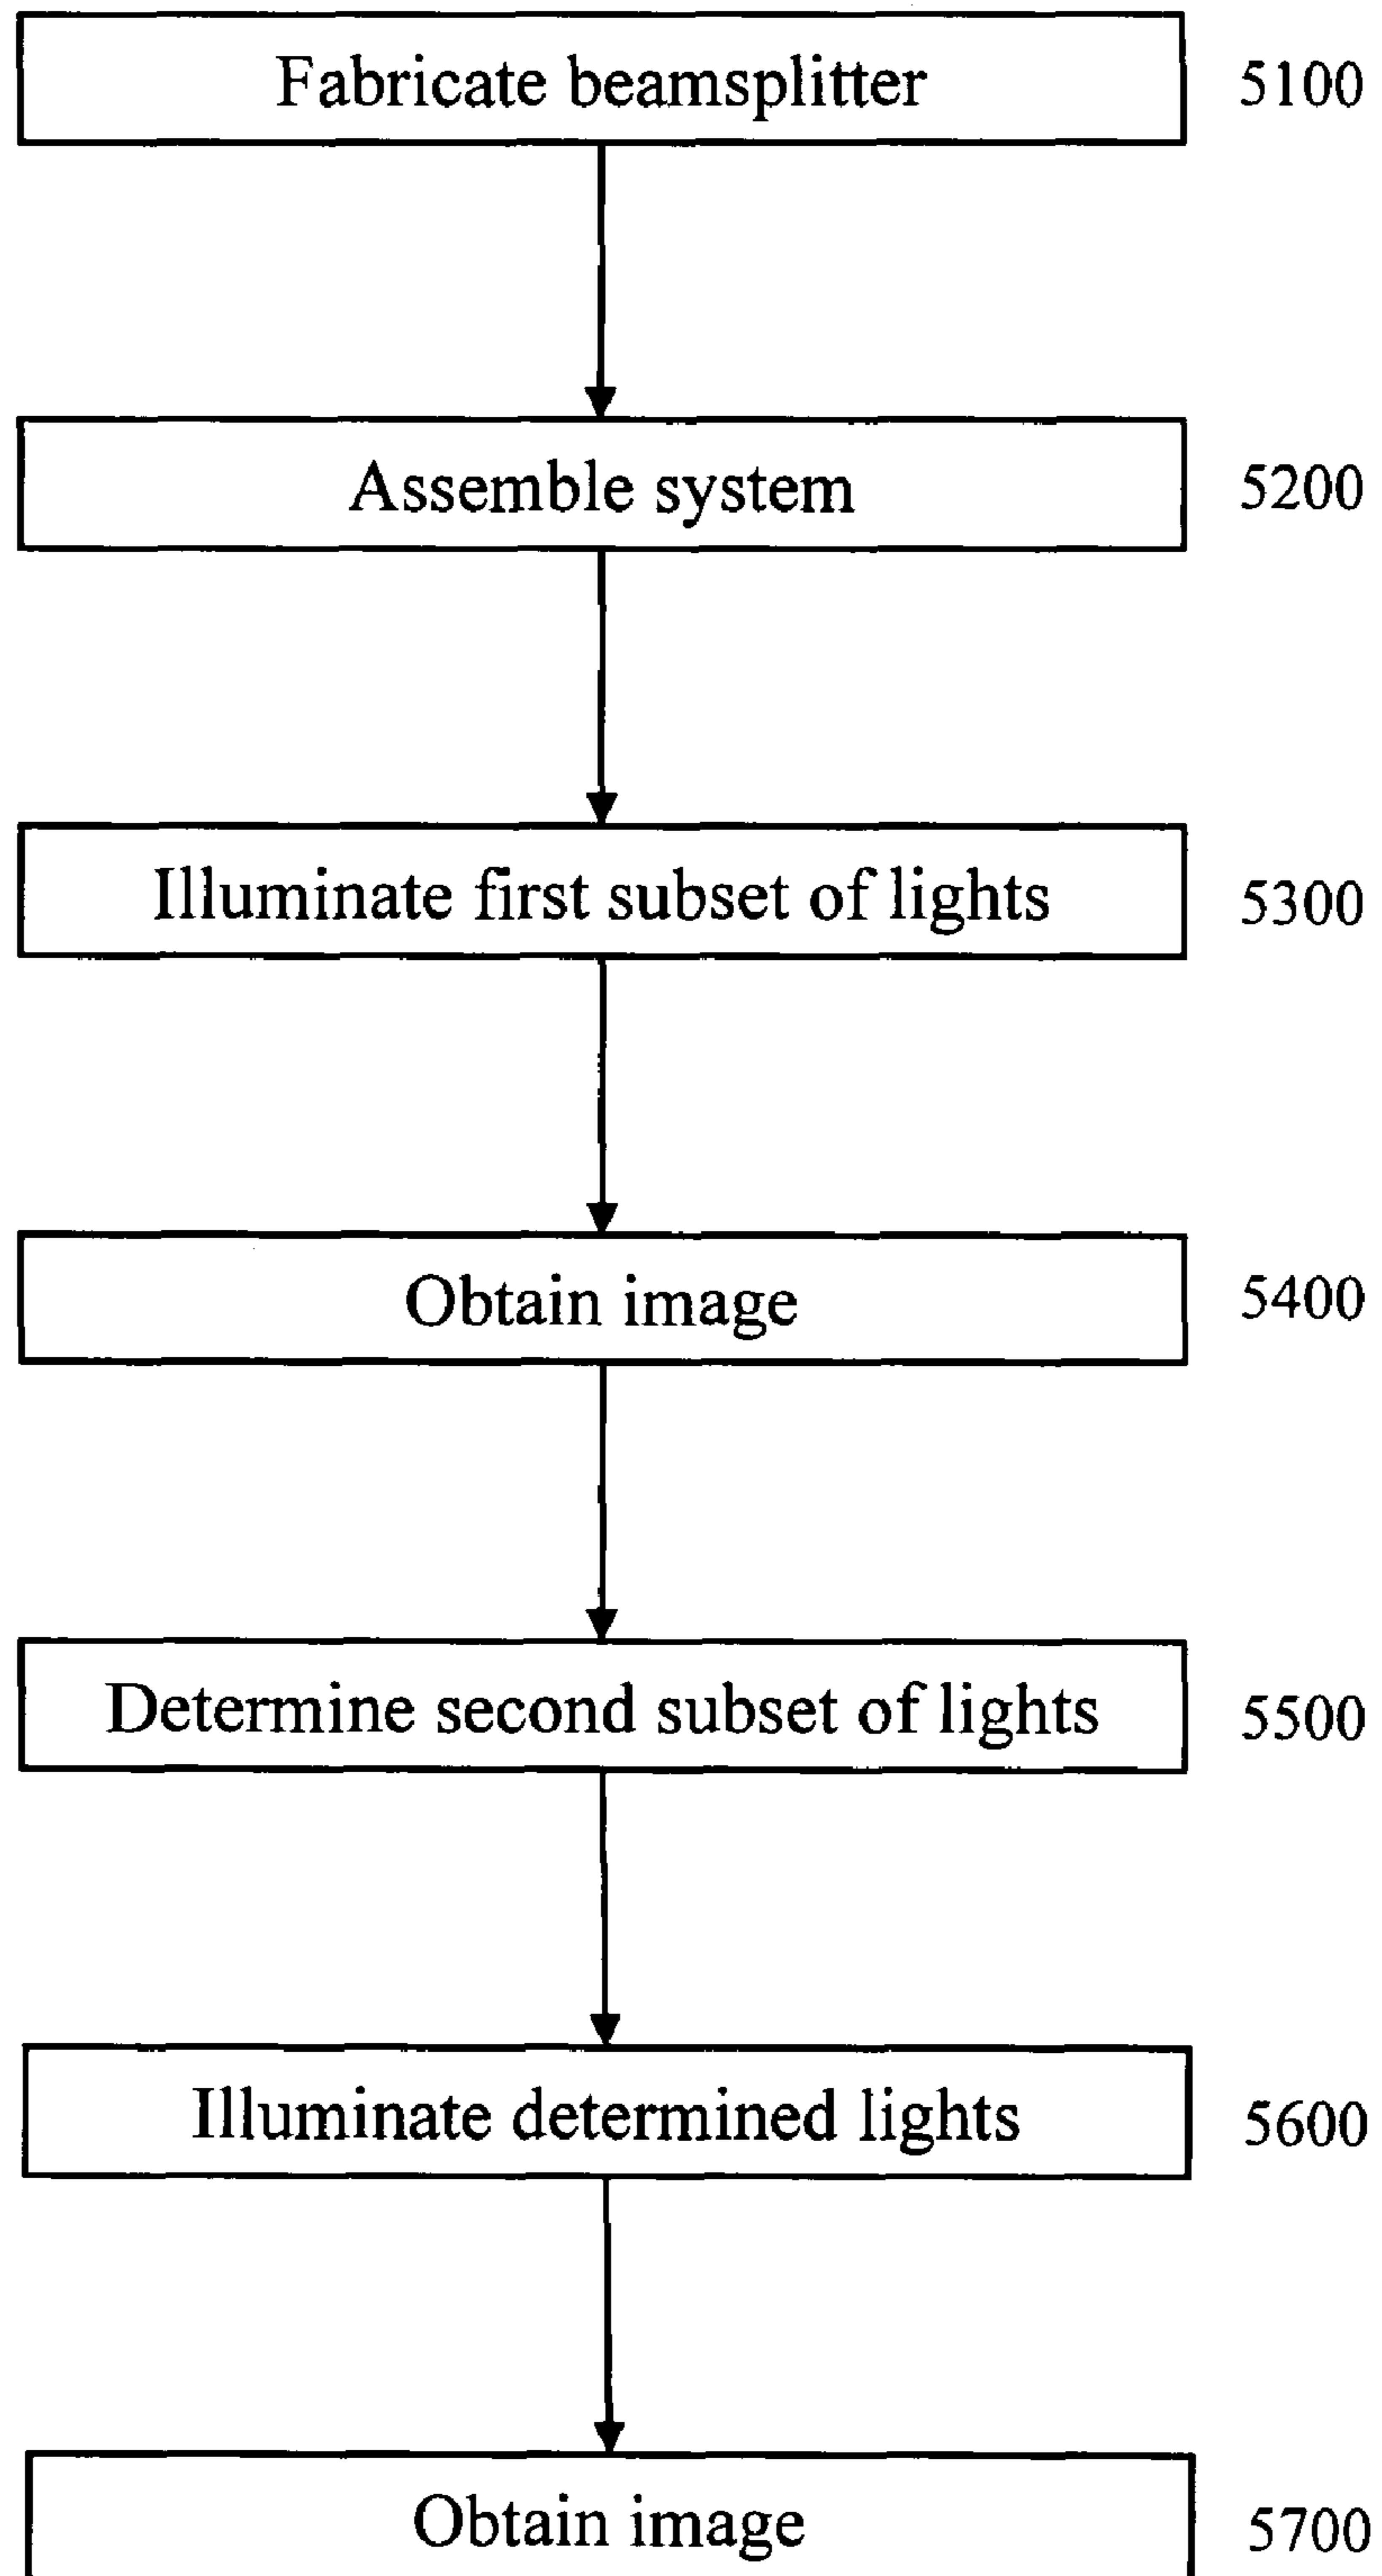 Fabricate beamsplitter 5100
Assemble system 5200
Illuminate first subset of lights 5300
Obtain image 5400
Determine second subset of lights 5500
Illuminate determined lights 5600
Obtain image 5700